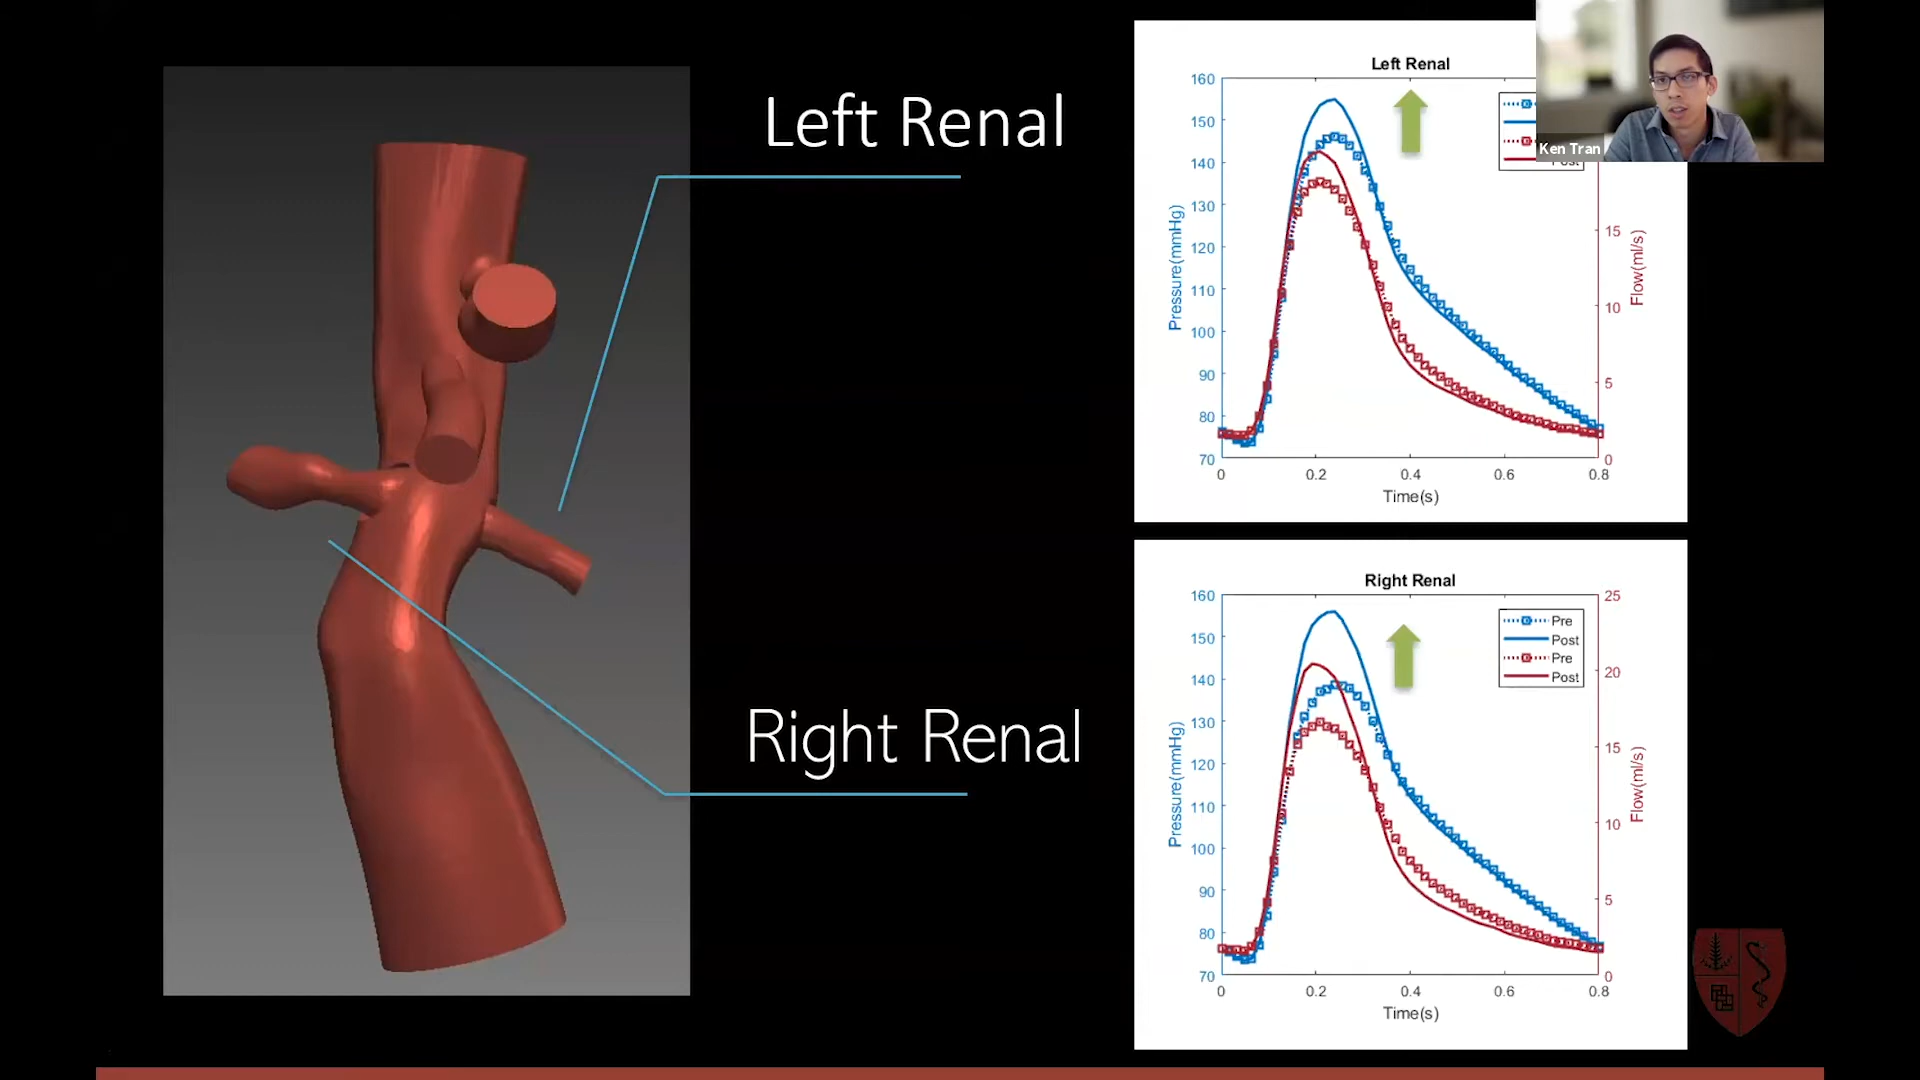 Left Renal
Right Renal
Left Renal
160
150
140
130
120
110
100
90
80
70
Pressure(mmHg)
0
0.2
0.4
0.6
0.8
Time(s)
15
10
5
0
Flow(ml/s)
Post
Ken Tran
Right Renal
160
150
140
130
120
110
100
90
80
70
Pressure(mmHg)
0
0.2
0.4
0.6
0.8
Time(s)
25
20
15
10
5
0
Flow(ml/s)
Pre
Post
Pre
Post